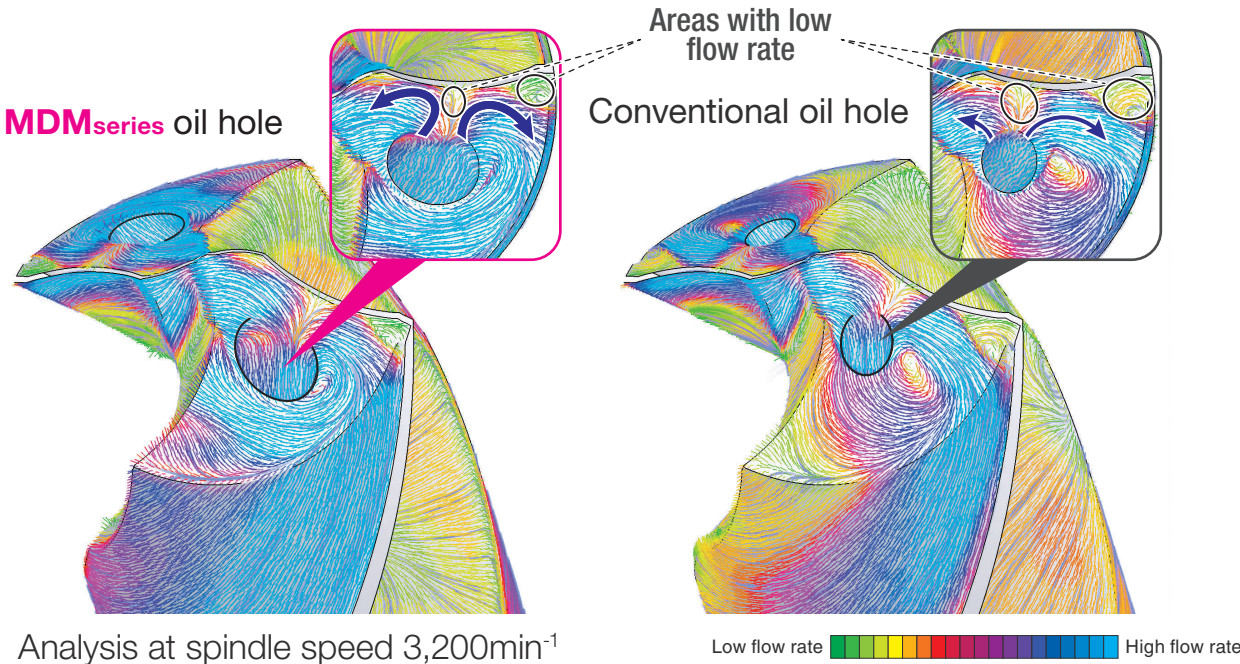 Areas with low
flow rate
MDMseries oil hole
Conventional oil hole
Analysis at spindle speed 3,200min-1
Low flow rate
High flow rate